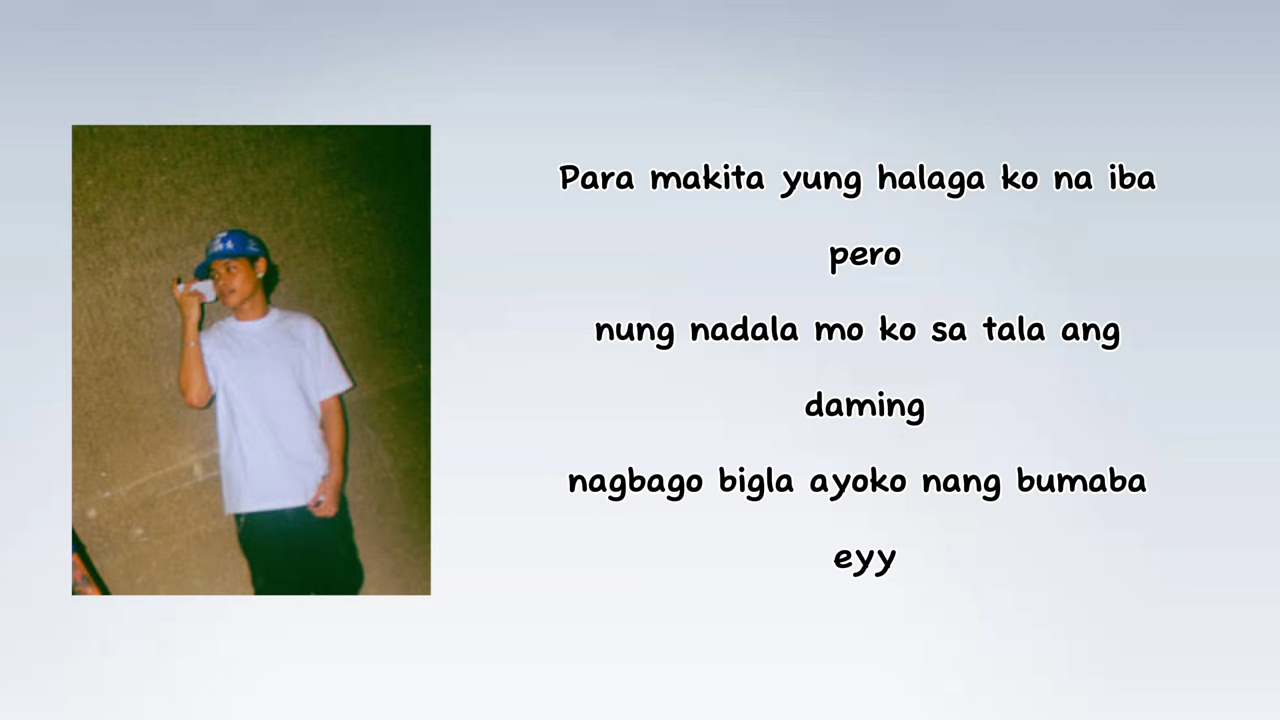 Para makita yung halaga ko na iba
pero
nung nadala mo ko sa tala ang
daming
nagbago bigla ayoko nang bumaba
eyy